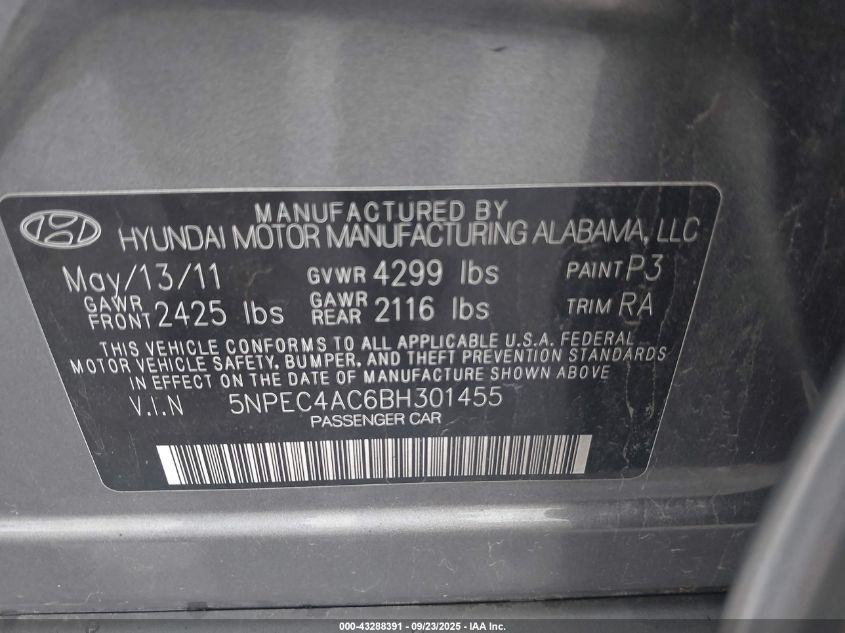 MANUFACTURED BY
HYUNDAI MOTOR MANUFACTURING ALABAMA, LLC
May/13/11 GVWR 4299 lbs PAINT P3
GAWR FRONT 2425 lbs GAWR REAR 2116 lbs TRIM RA
THIS VEHICLE CONFORMS TO ALL APPLICABLE U.S.A. FEDERAL
MOTOR VEHICLE SAFETY, BUMPER, AND THEFT PREVENTION STANDARDS
IN EFFECT ON THE DATE OF MANUFACTURE SHOWN ABOVE
V.I.N 5NPEC4AC6BH301455
PASSENGER CAR
000-43288391 - 09/23/2025 - IAA Inc.